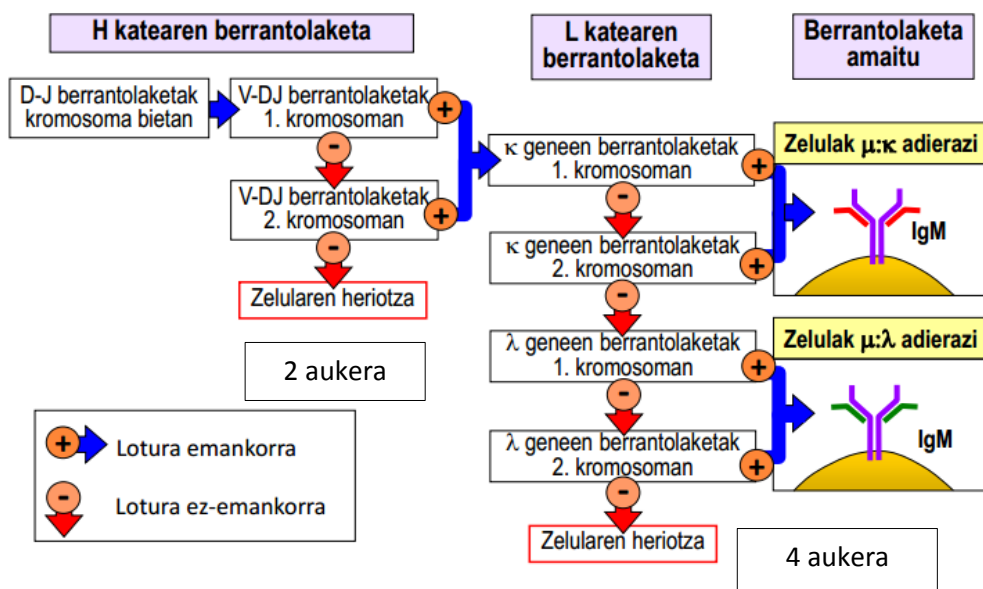 H katearen berrantolaketa
L katearen
berrantolaketa
Berrantolaketa
amaitu
D-J berrantolaketak
kromosoma bietan
V-DJ berrantolaketak
1. kromosoman
+
-
V-DJ berrantolaketak
2. kromosoman
+
-
Zelularen heriotza
2 aukera
κ geneen berrantolaketak
1. kromosoman
+
-
κ geneen berrantolaketak
2. kromosoman
+
-
λ geneen berrantolaketak
1. kromosoman
+
-
λ geneen berrantolaketak
2. kromosoman
+
-
Zelularen heriotza
4 aukera
Zelulak μ:κ adierazi
IgM
Zelulak μ:λ adierazi
IgM
+ Lotura emankorra
- Lotura ez-emankorra